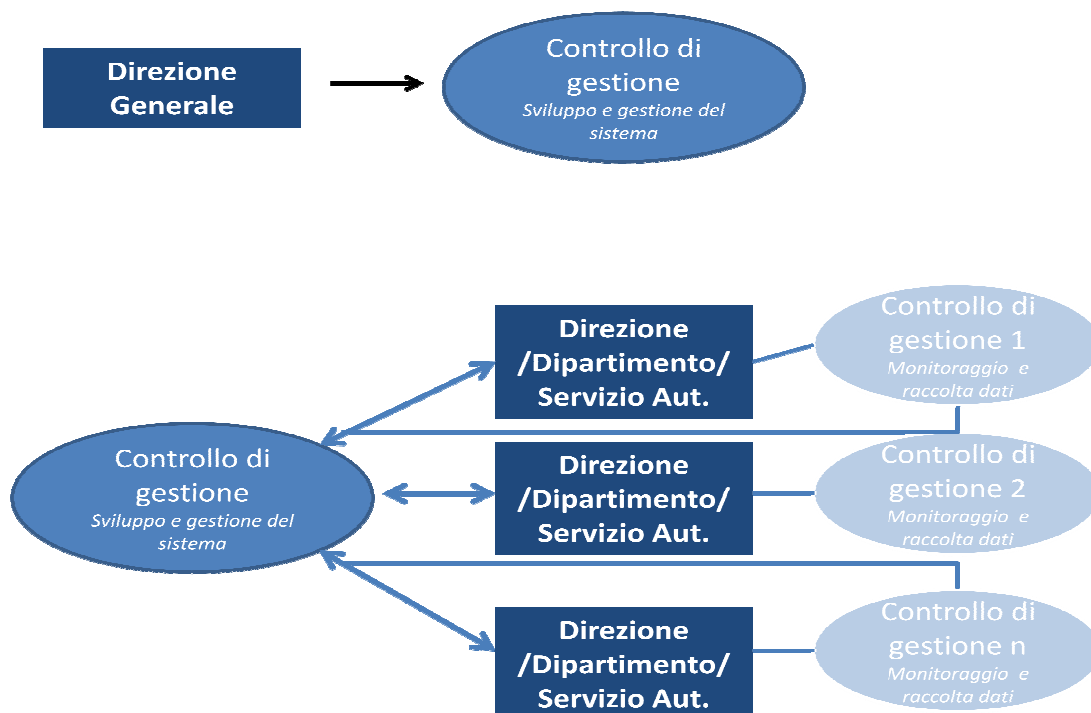 Direzione
Generale
Controllo di
gestione
Sviluppo e gestione del
sistema
Direzione
/Dipartimento/
Servizio Aut.
Controllo di
gestione 1
Monitoraggio e
raccolta dati
Controllo di
gestione
Sviluppo e gestione del
sistema
Direzione
/Dipartimento/
Servizio Aut.
Controllo di
gestione 2
Monitoraggio e
raccolta dati
Direzione
/Dipartimento/
Servizio Aut.
Controllo di
gestione n
Monitoraggio e
raccolta dati